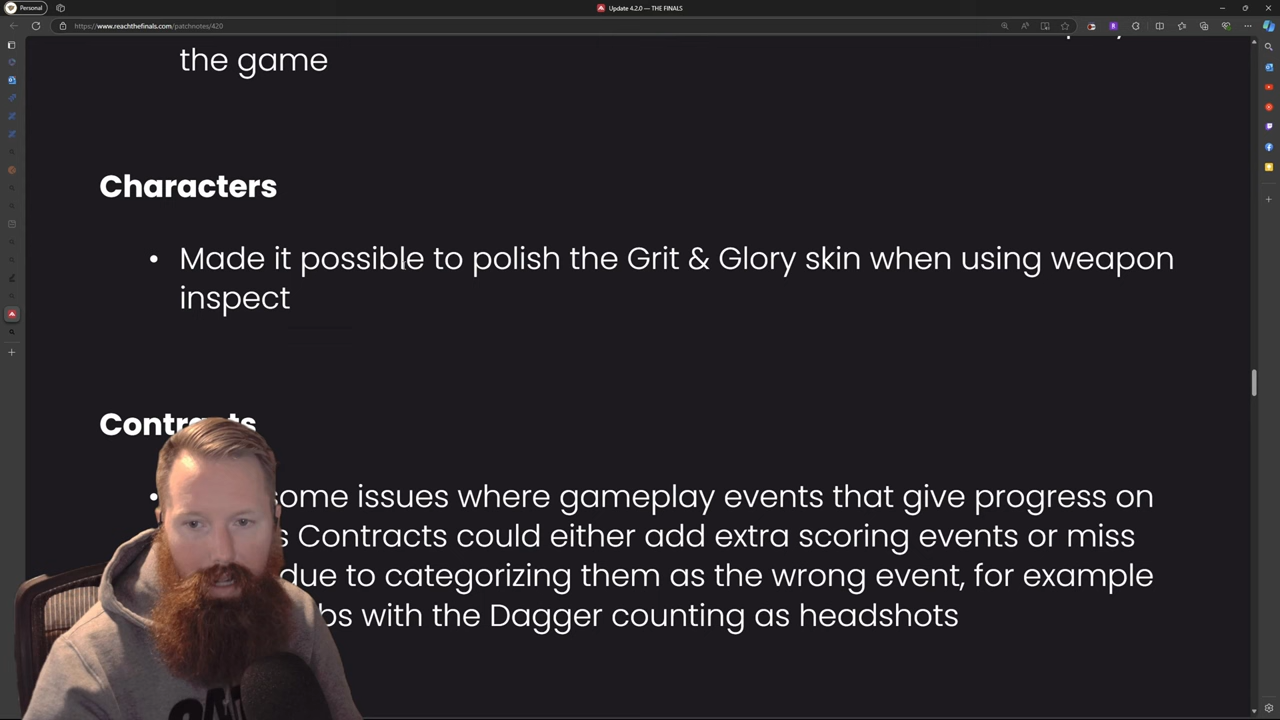 Personal
Update 4.2.0 — THE FINALS
https://www.reachthefinals.com/patchnotes/420
the game
Characters
• Made it possible to polish the Grit & Glory skin when using weapon
inspect
Contracts
some issues where gameplay events that give progress on
Contracts could either add extra scoring events or miss
due to categorizing them as the wrong event, for example
with the Dagger counting as headshots